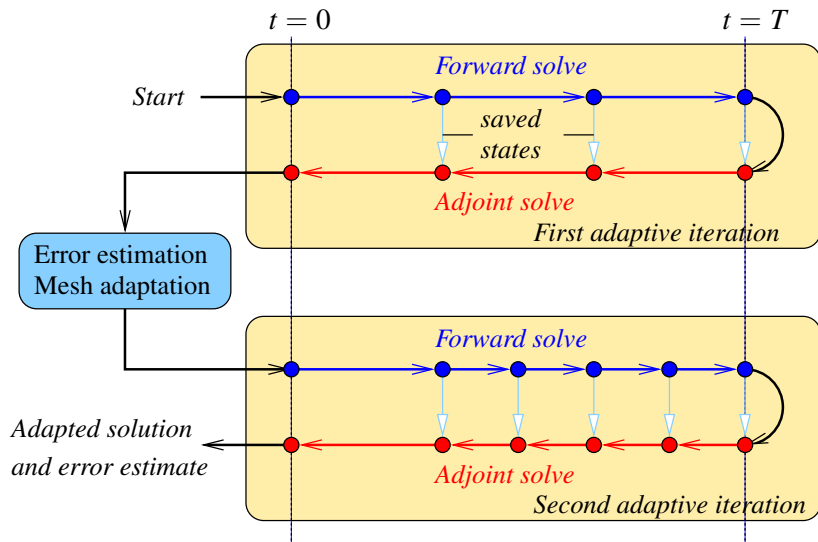 t = 0
t = T
Forward solve
Start
saved
states
Adjoint solve
First adaptive iteration
Error estimation
Mesh adaptation
Forward solve
Adapted solution
and error estimate
Adjoint solve
Second adaptive iteration